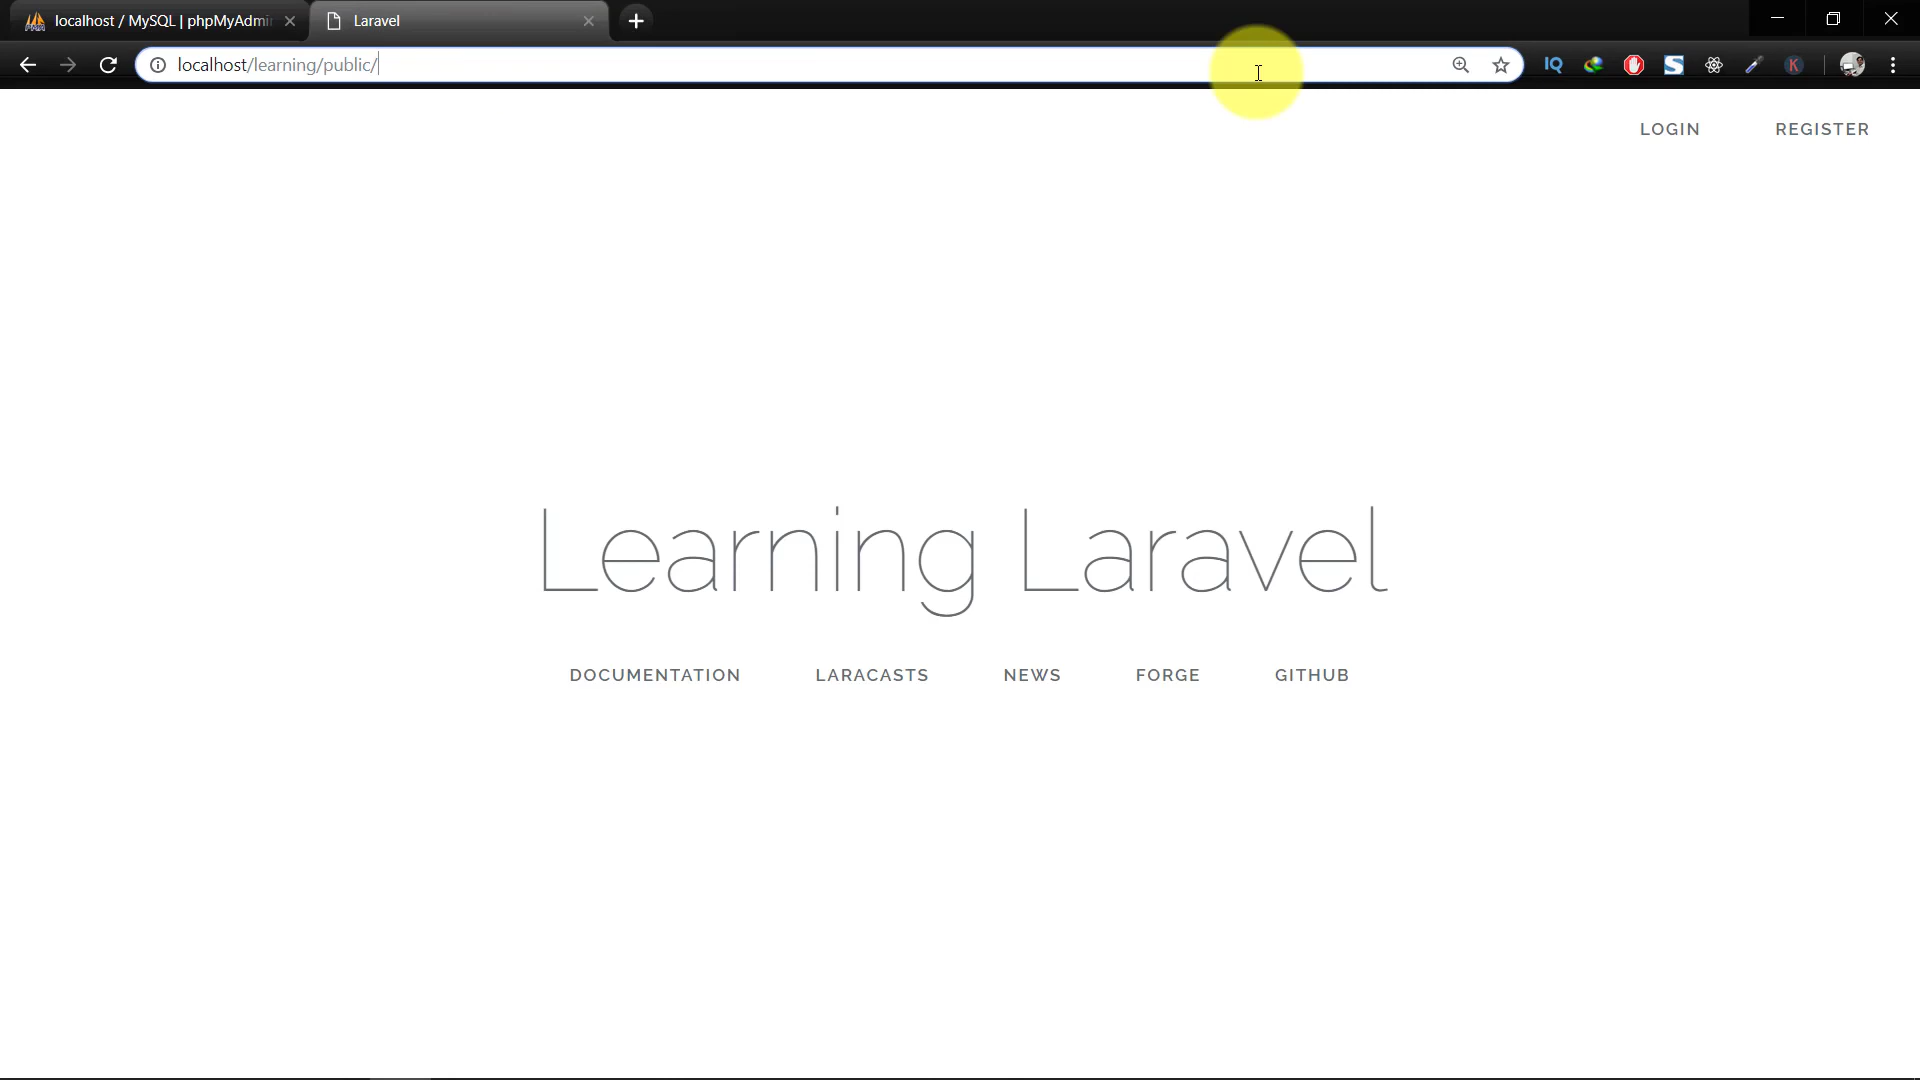 localhost / MySQL | phpMyAdmi
Laravel
localhost/learning/public/
IQ
S
K
LOGIN
REGISTER
Learning Laravel
DOCUMENTATION
LARACASTS
NEWS
FORGE
GITHUB